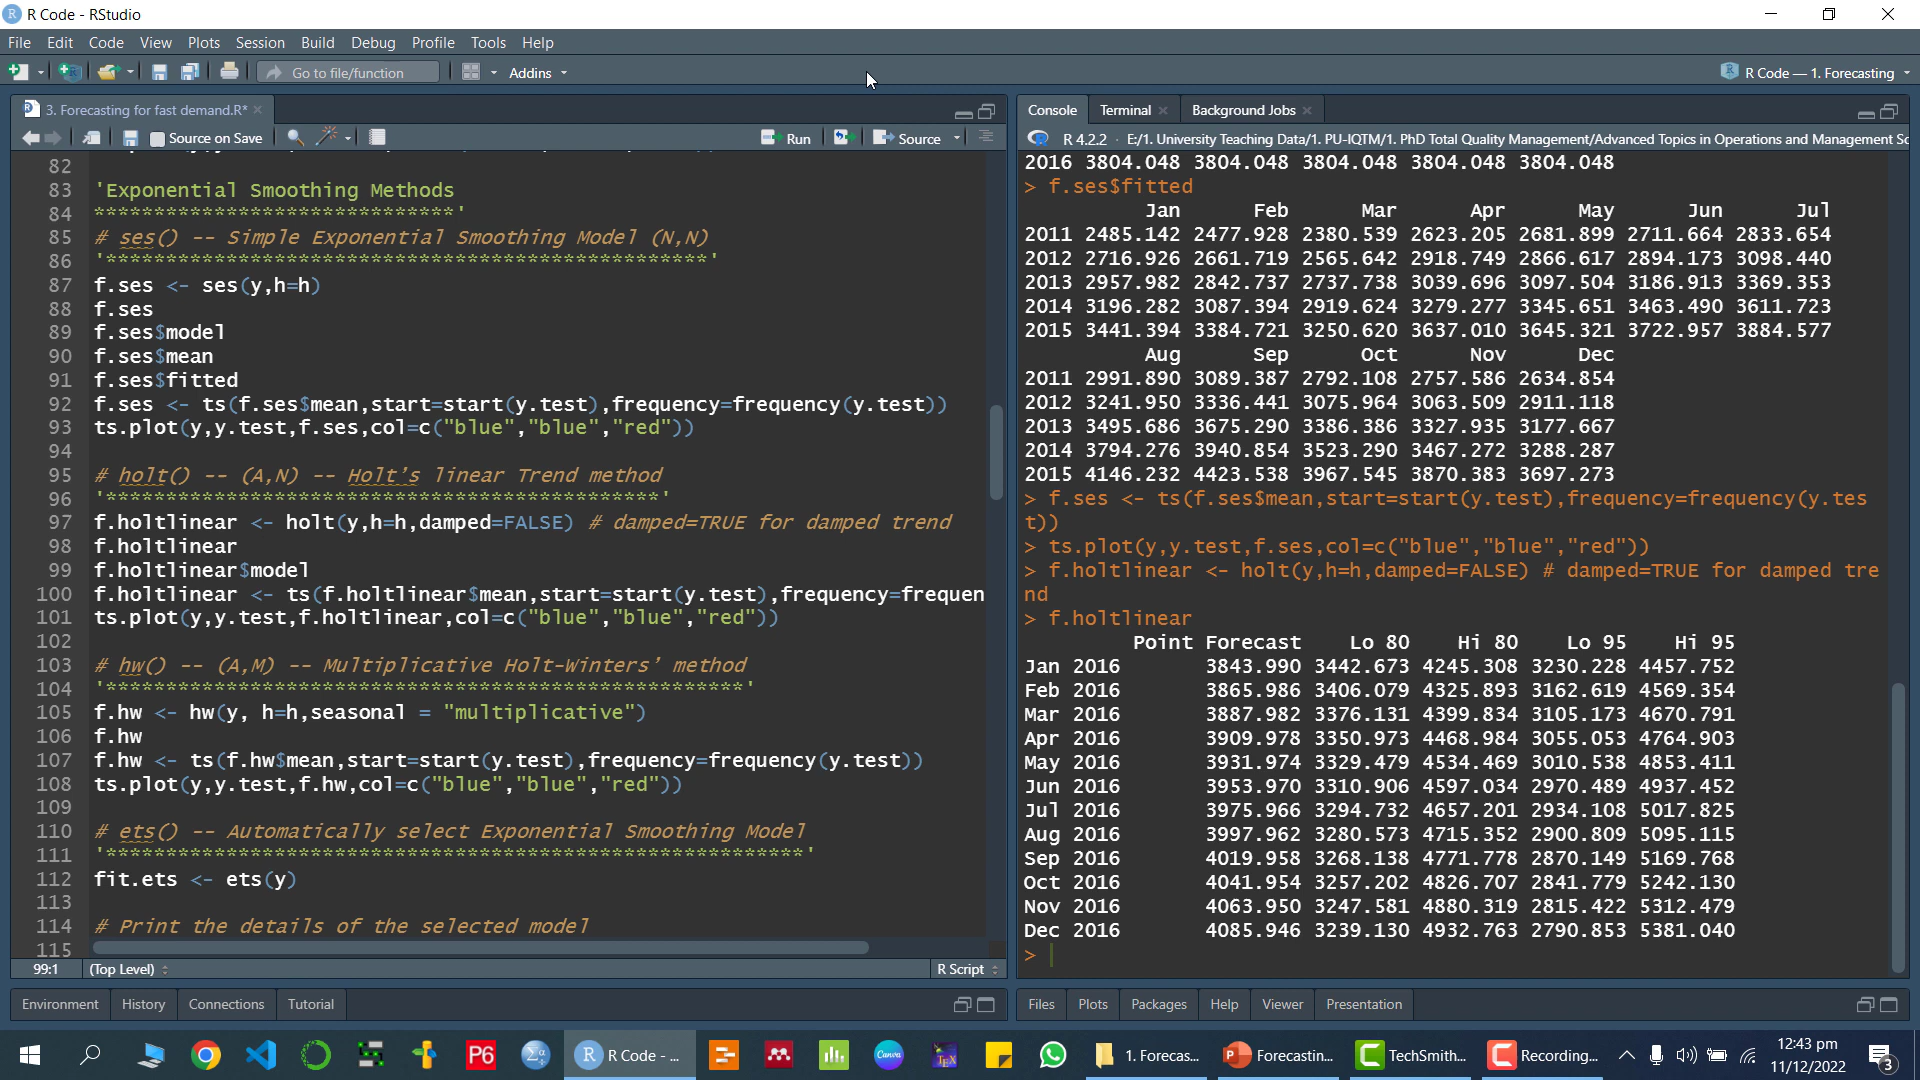 R Code - RStudio
File Edit Code View Plots Session Build Debug Profile Tools Help
Go to file/function Addins R Code — 1. Forecasting
3. Forecasting for fast demand.R*
Source on Save Run Source
82
83 'Exponential Smoothing Methods
84 ******************************'
85 # ses() -- Simple Exponential Smoothing Model (N,N)
86 '**************************************************'
87 f.ses <- ses(y,h=h)
88 f.ses
89 f.ses$model
90 f.ses$mean
91 f.ses$fitted
92 f.ses <- ts(f.ses$mean,start=start(y.test),frequency=frequency(y.test))
93 ts.plot(y,y.test,f.ses,col=c("blue","blue","red"))
94
95 # holt() -- (A,N) -- Holt's linear Trend method
96 '**********************************************'
97 f.holtlinear <- holt(y,h=h,damped=FALSE) # damped=TRUE for damped trend
98 f.holtlinear
99 f.holtlinear$model
100 f.holtlinear <- ts(f.holtlinear$mean,start=start(y.test),frequency=frequen
101 ts.plot(y,y.test,f.holtlinear,col=c("blue","blue","red"))
102
103 # hw() -- (A,M) -- Multiplicative Holt-Winters' method
104 '*****************************************************'
105 f.hw <- hw(y, h=h,seasonal = "multiplicative")
106 f.hw
107 f.hw <- ts(f.hw$mean,start=start(y.test),frequency=frequency(y.test))
108 ts.plot(y,y.test,f.hw,col=c("blue","blue","red"))
109
110 # ets() -- Automatically select Exponential Smoothing Model
111 '**********************************************************'
112 fit.ets <- ets(y)
113
114 # Print the details of the selected model
115
99:1 (Top Level) R Script
Environment History Connections Tutorial
Console Terminal Background Jobs
R 4.2.2 · E:/1. University Teaching Data/1. PU-IQTM/1. PhD Total Quality Management/Advanced Topics in Operations and Management Sc
2016 3804.048 3804.048 3804.048 3804.048 3804.048
> f.ses$fitted
Jan Feb Mar Apr May Jun Jul
2011 2485.142 2477.928 2380.539 2623.205 2681.899 2711.664 2833.654
2012 2716.926 2661.719 2565.642 2918.749 2866.617 2894.173 3098.440
2013 2957.982 2842.737 2737.738 3039.696 3097.504 3186.913 3369.353
2014 3196.282 3087.394 2919.624 3279.277 3345.651 3463.490 3611.723
2015 3441.394 3384.721 3250.620 3637.010 3645.321 3722.957 3884.577
Aug Sep Oct Nov Dec
2011 2991.890 3089.387 2792.108 2757.586 2634.854
2012 3241.950 3336.441 3075.964 3063.509 2911.118
2013 3495.686 3675.290 3386.386 3327.935 3177.667
2014 3794.276 3940.854 3523.290 3467.272 3288.287
2015 4146.232 4423.538 3967.545 3870.383 3697.273
> f.ses <- ts(f.ses$mean,start=start(y.test),frequency=frequency(y.tes
t))
> ts.plot(y,y.test,f.ses,col=c("blue","blue","red"))
> f.holtlinear <- holt(y,h=h,damped=FALSE) # damped=TRUE for damped tre
nd
> f.holtlinear
Point Forecast Lo 80 Hi 80 Lo 95 Hi 95
Jan 2016 3843.990 3442.673 4245.308 3230.228 4457.752
Feb 2016 3865.986 3406.079 4325.893 3162.619 4569.354
Mar 2016 3887.982 3376.131 4399.834 3105.173 4670.791
Apr 2016 3909.978 3350.973 4468.984 3055.053 4764.903
May 2016 3931.974 3329.479 4534.469 3010.538 4853.411
Jun 2016 3953.970 3310.906 4597.034 2970.489 4937.452
Jul 2016 3975.966 3294.732 4657.201 2934.108 5017.825
Aug 2016 3997.962 3280.573 4715.352 2900.809 5095.115
Sep 2016 4019.958 3268.138 4771.778 2870.149 5169.768
Oct 2016 4041.954 3257.202 4826.707 2841.779 5242.130
Nov 2016 4063.950 3247.581 4880.319 2815.422 5312.479
Dec 2016 4085.946 3239.130 4932.763 2790.853 5381.040
>
Files Plots Packages Help Viewer Presentation
P6 R Code - ... Canva TEX 1. Forecas... Forecastin... TechSmith... Recording... 12:43 pm
11/12/2022 3